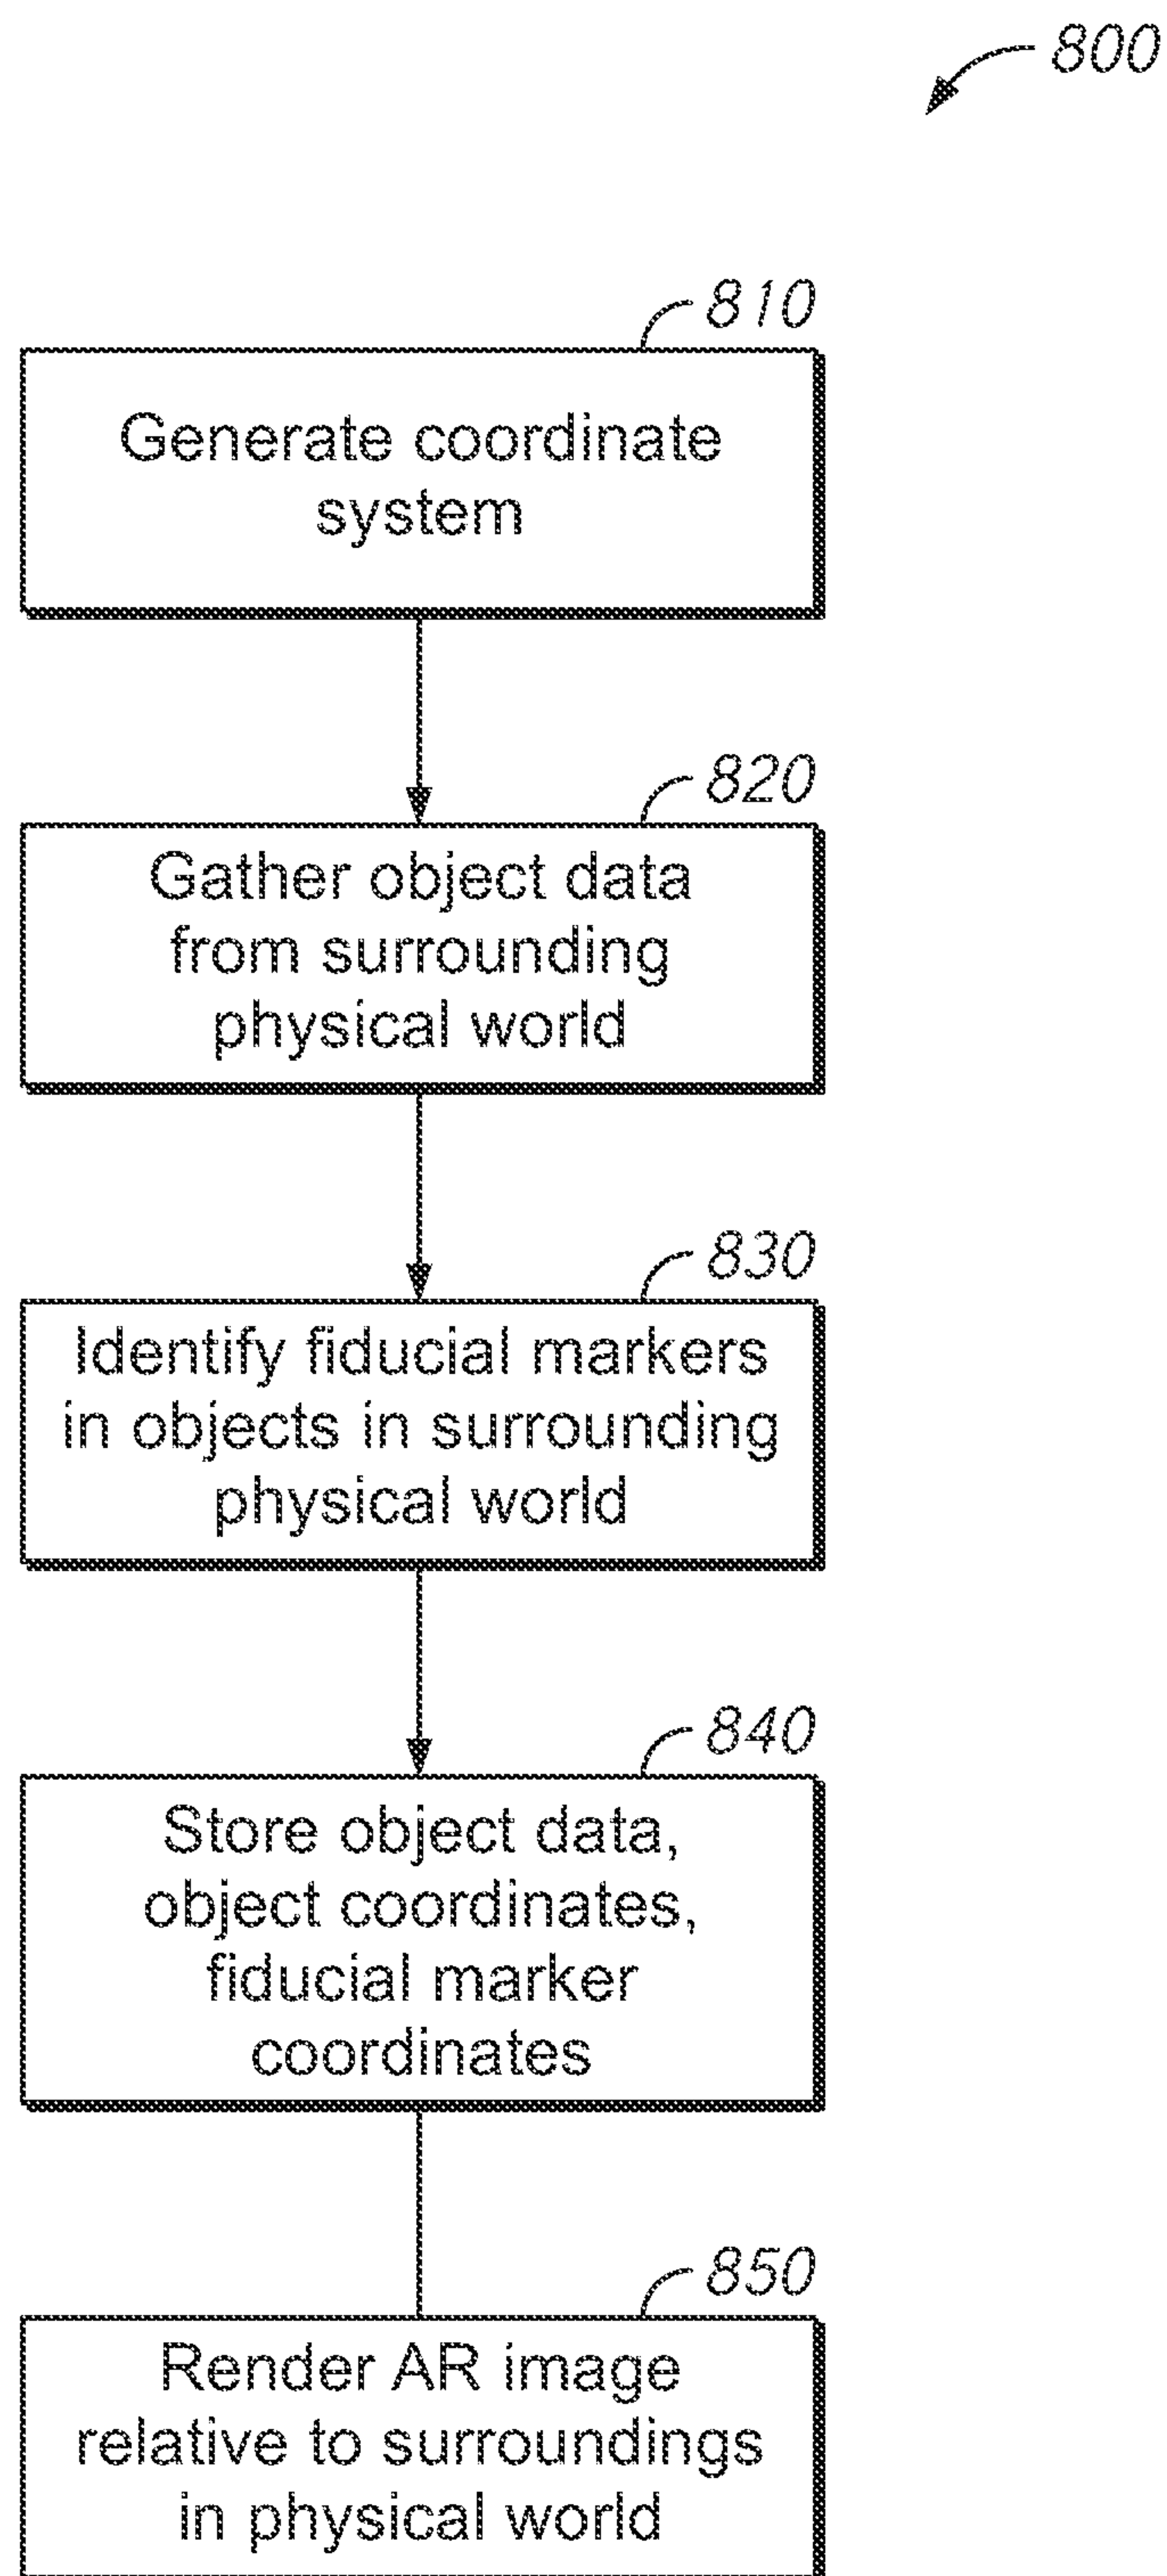 800
810
Generate coordinate
system
820
Gather object data
from surrounding
physical world
830
Identify fiducial markers
in objects in surrounding
physical world
840
Store object data,
object coordinates,
fiducial marker
coordinates
850
Render AR image
relative to surroundings
in physical world